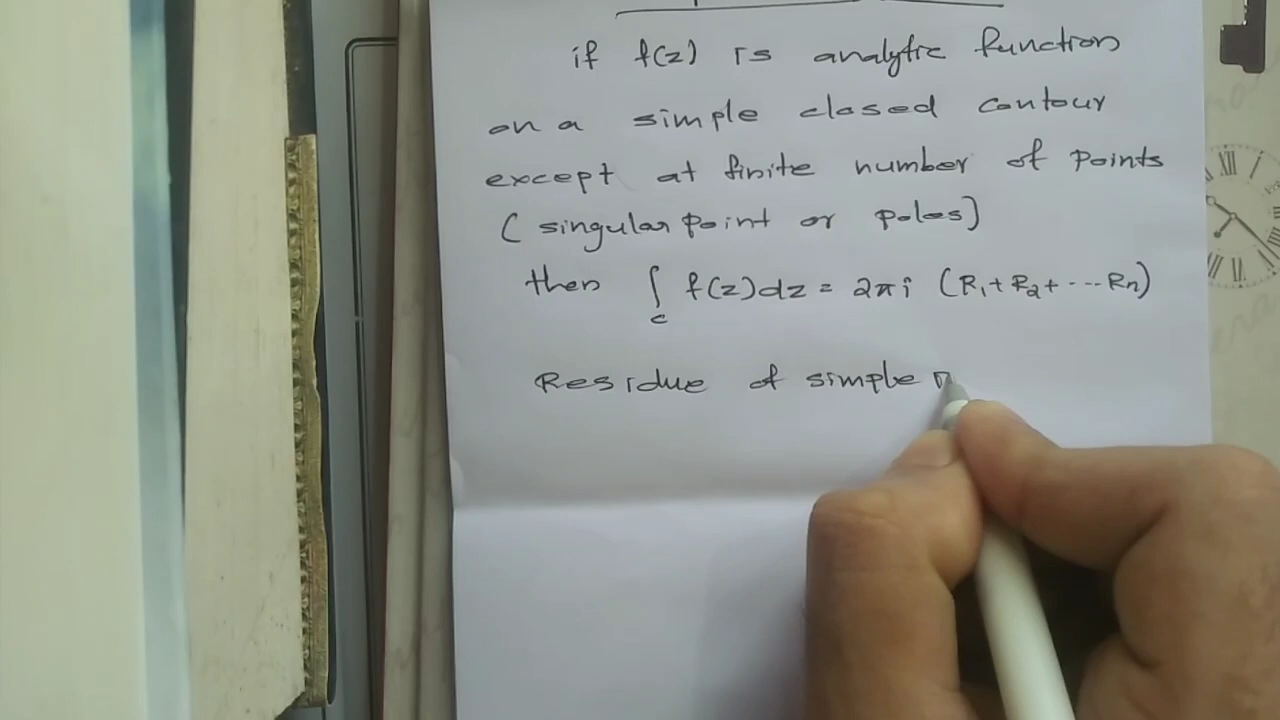 if f(z) is analytic function
on a simple closed contour
except at finite number of points
( singular point or poles)
then ∫c f(z)dz = 2πi (R₁+R₂+ ---Rn)
Residue of simple